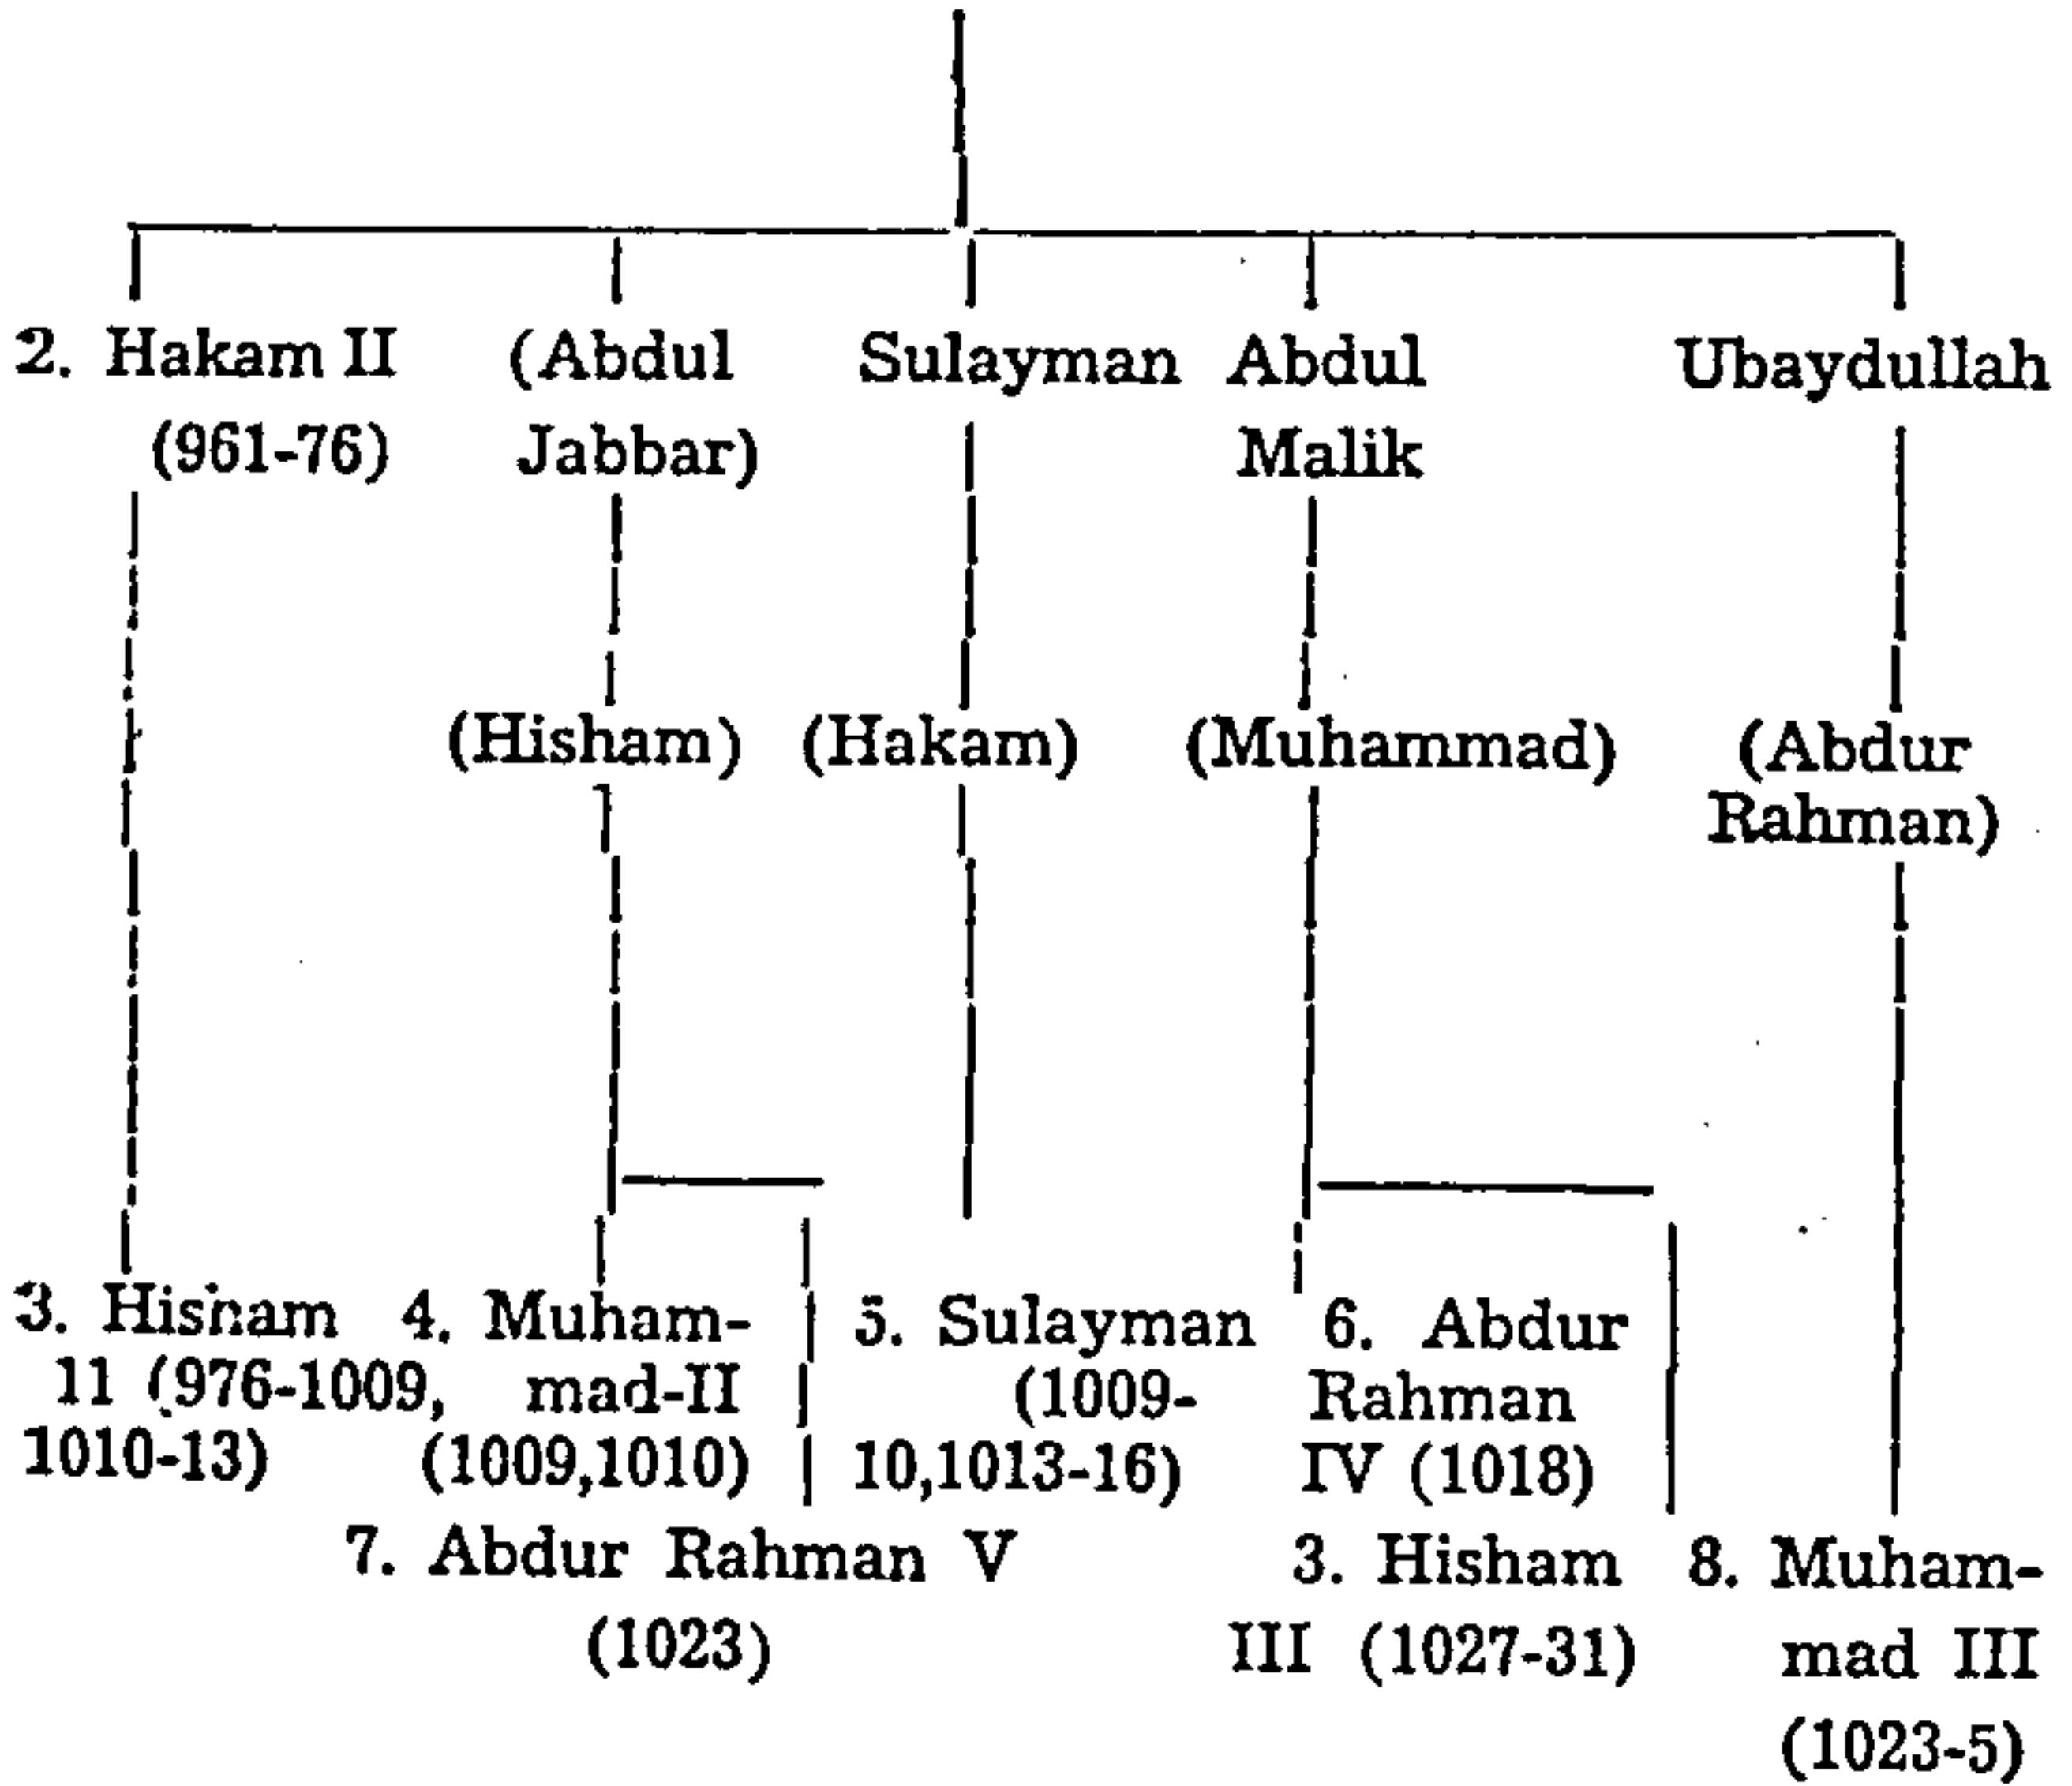 2. Hakam II (Abdul Sulayman Abdul Ubaydullah
(961-76) Jabbar) Malik
(Hisham) (Hakam) (Muhammad) (Abdur
Rahman)
3. Hisham 4. Muham- 5. Sulayman 6. Abdur
11 (976-1009, mad-II (1009- Rahman
1010-13) (1009,1010) 10,1013-16) IV (1018)
7. Abdur Rahman V 3. Hisham 8. Muham-
(1023) III (1027-31) mad III
(1023-5)